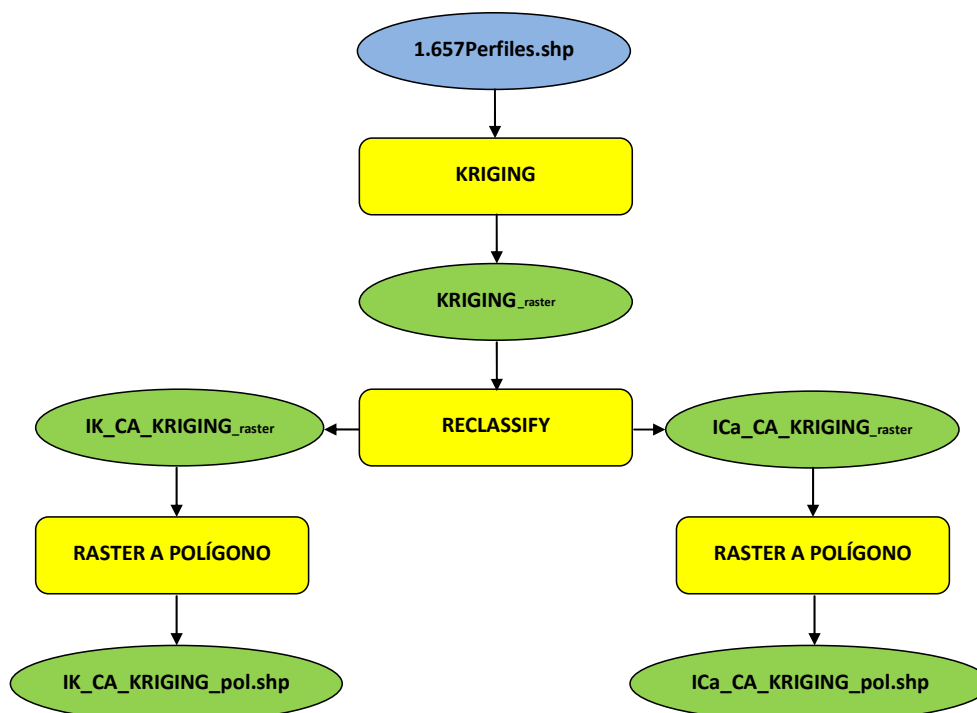 1.657Perfiles.shp
KRIGING
KRIGING_raster
IK_CA_KRIGING_raster
RECLASSIFY
ICa_CA_KRIGING_raster
RASTER A POLÍGONO
RASTER A POLÍGONO
IK_CA_KRIGING_pol.shp
ICa_CA_KRIGING_pol.shp